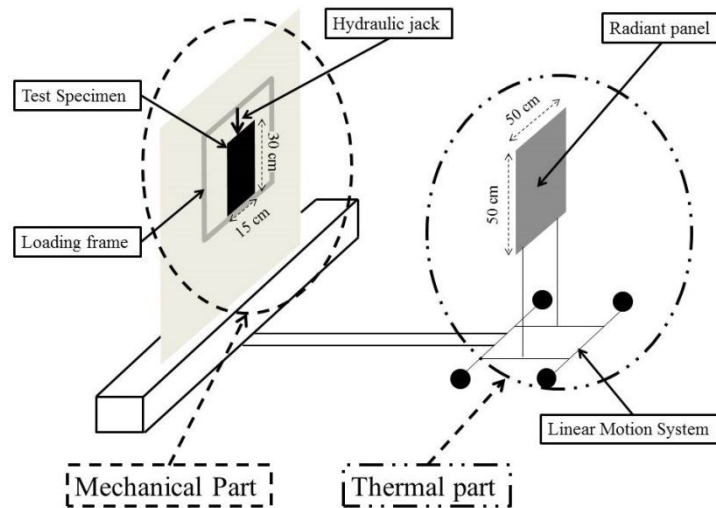 Hydraulic jack
Radiant panel
Test Specimen
50 cm
30 cm
50 cm
15 cm
Loading frame
Linear Motion System
Mechanical Part
Thermal part